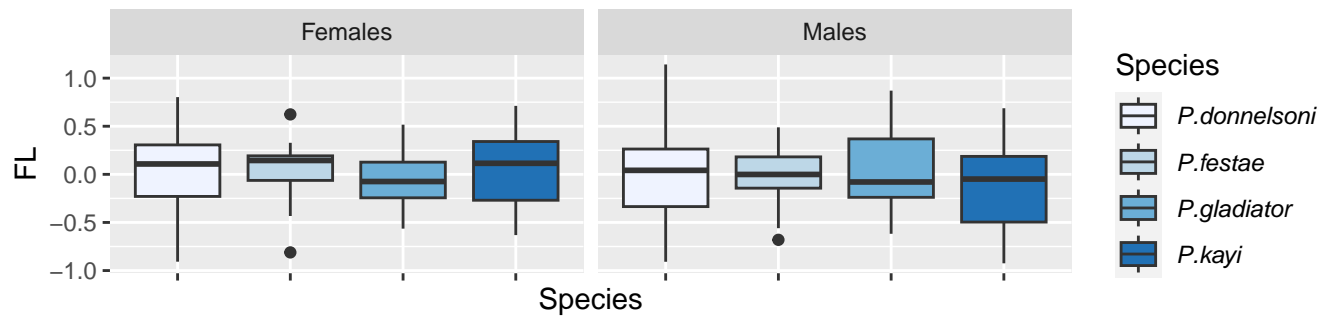 Females
Males
FL
1.0
0.5
0.0
−0.5
−1.0
Species
Species
P.donnelsoni
P.festae
P.gladiator
P.kayi